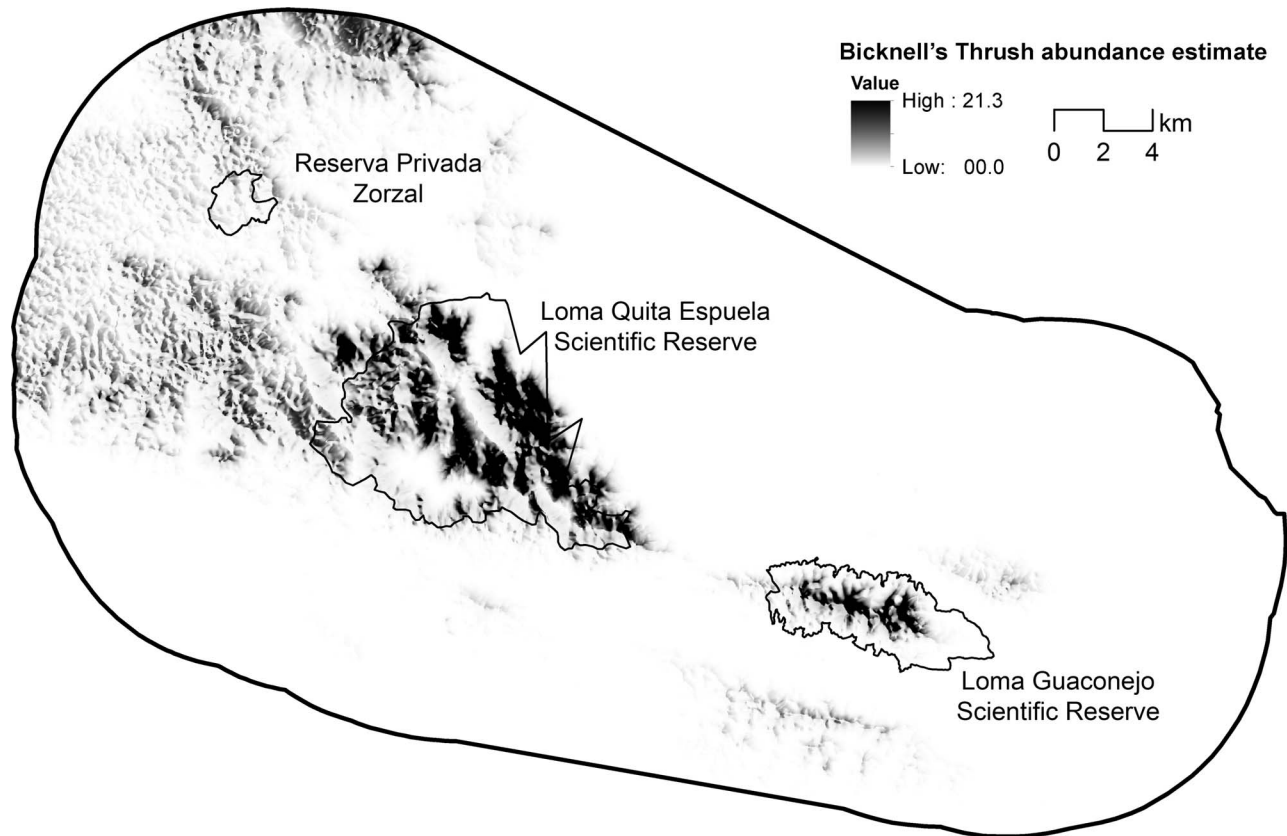 Bicknell's Thrush abundance estimate
Value
High : 21.3
Low: 00.0
km
0 2 4
Reserva Privada
Zorzal
Loma Quita Espuela
Scientific Reserve
Loma Guaconejo
Scientific Reserve